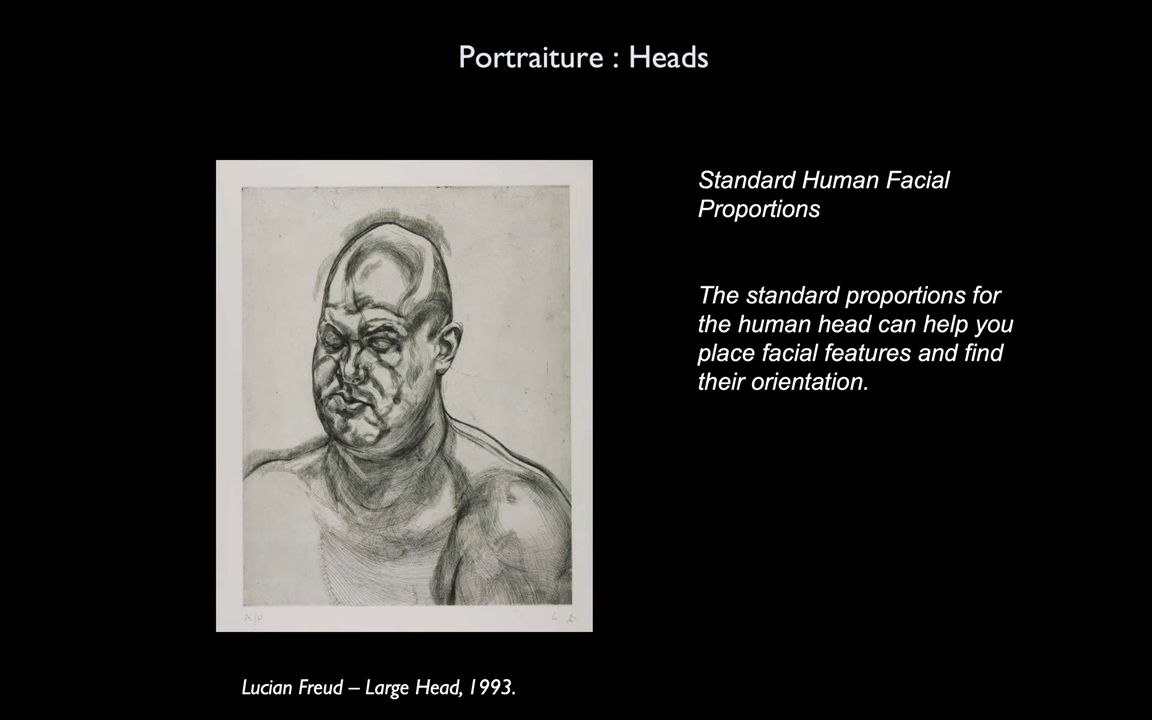 Portraiture : Heads
Standard Human Facial
Proportions
The standard proportions for
the human head can help you
place facial features and find
their orientation.
A/P
Lucian Freud – Large Head, 1993.